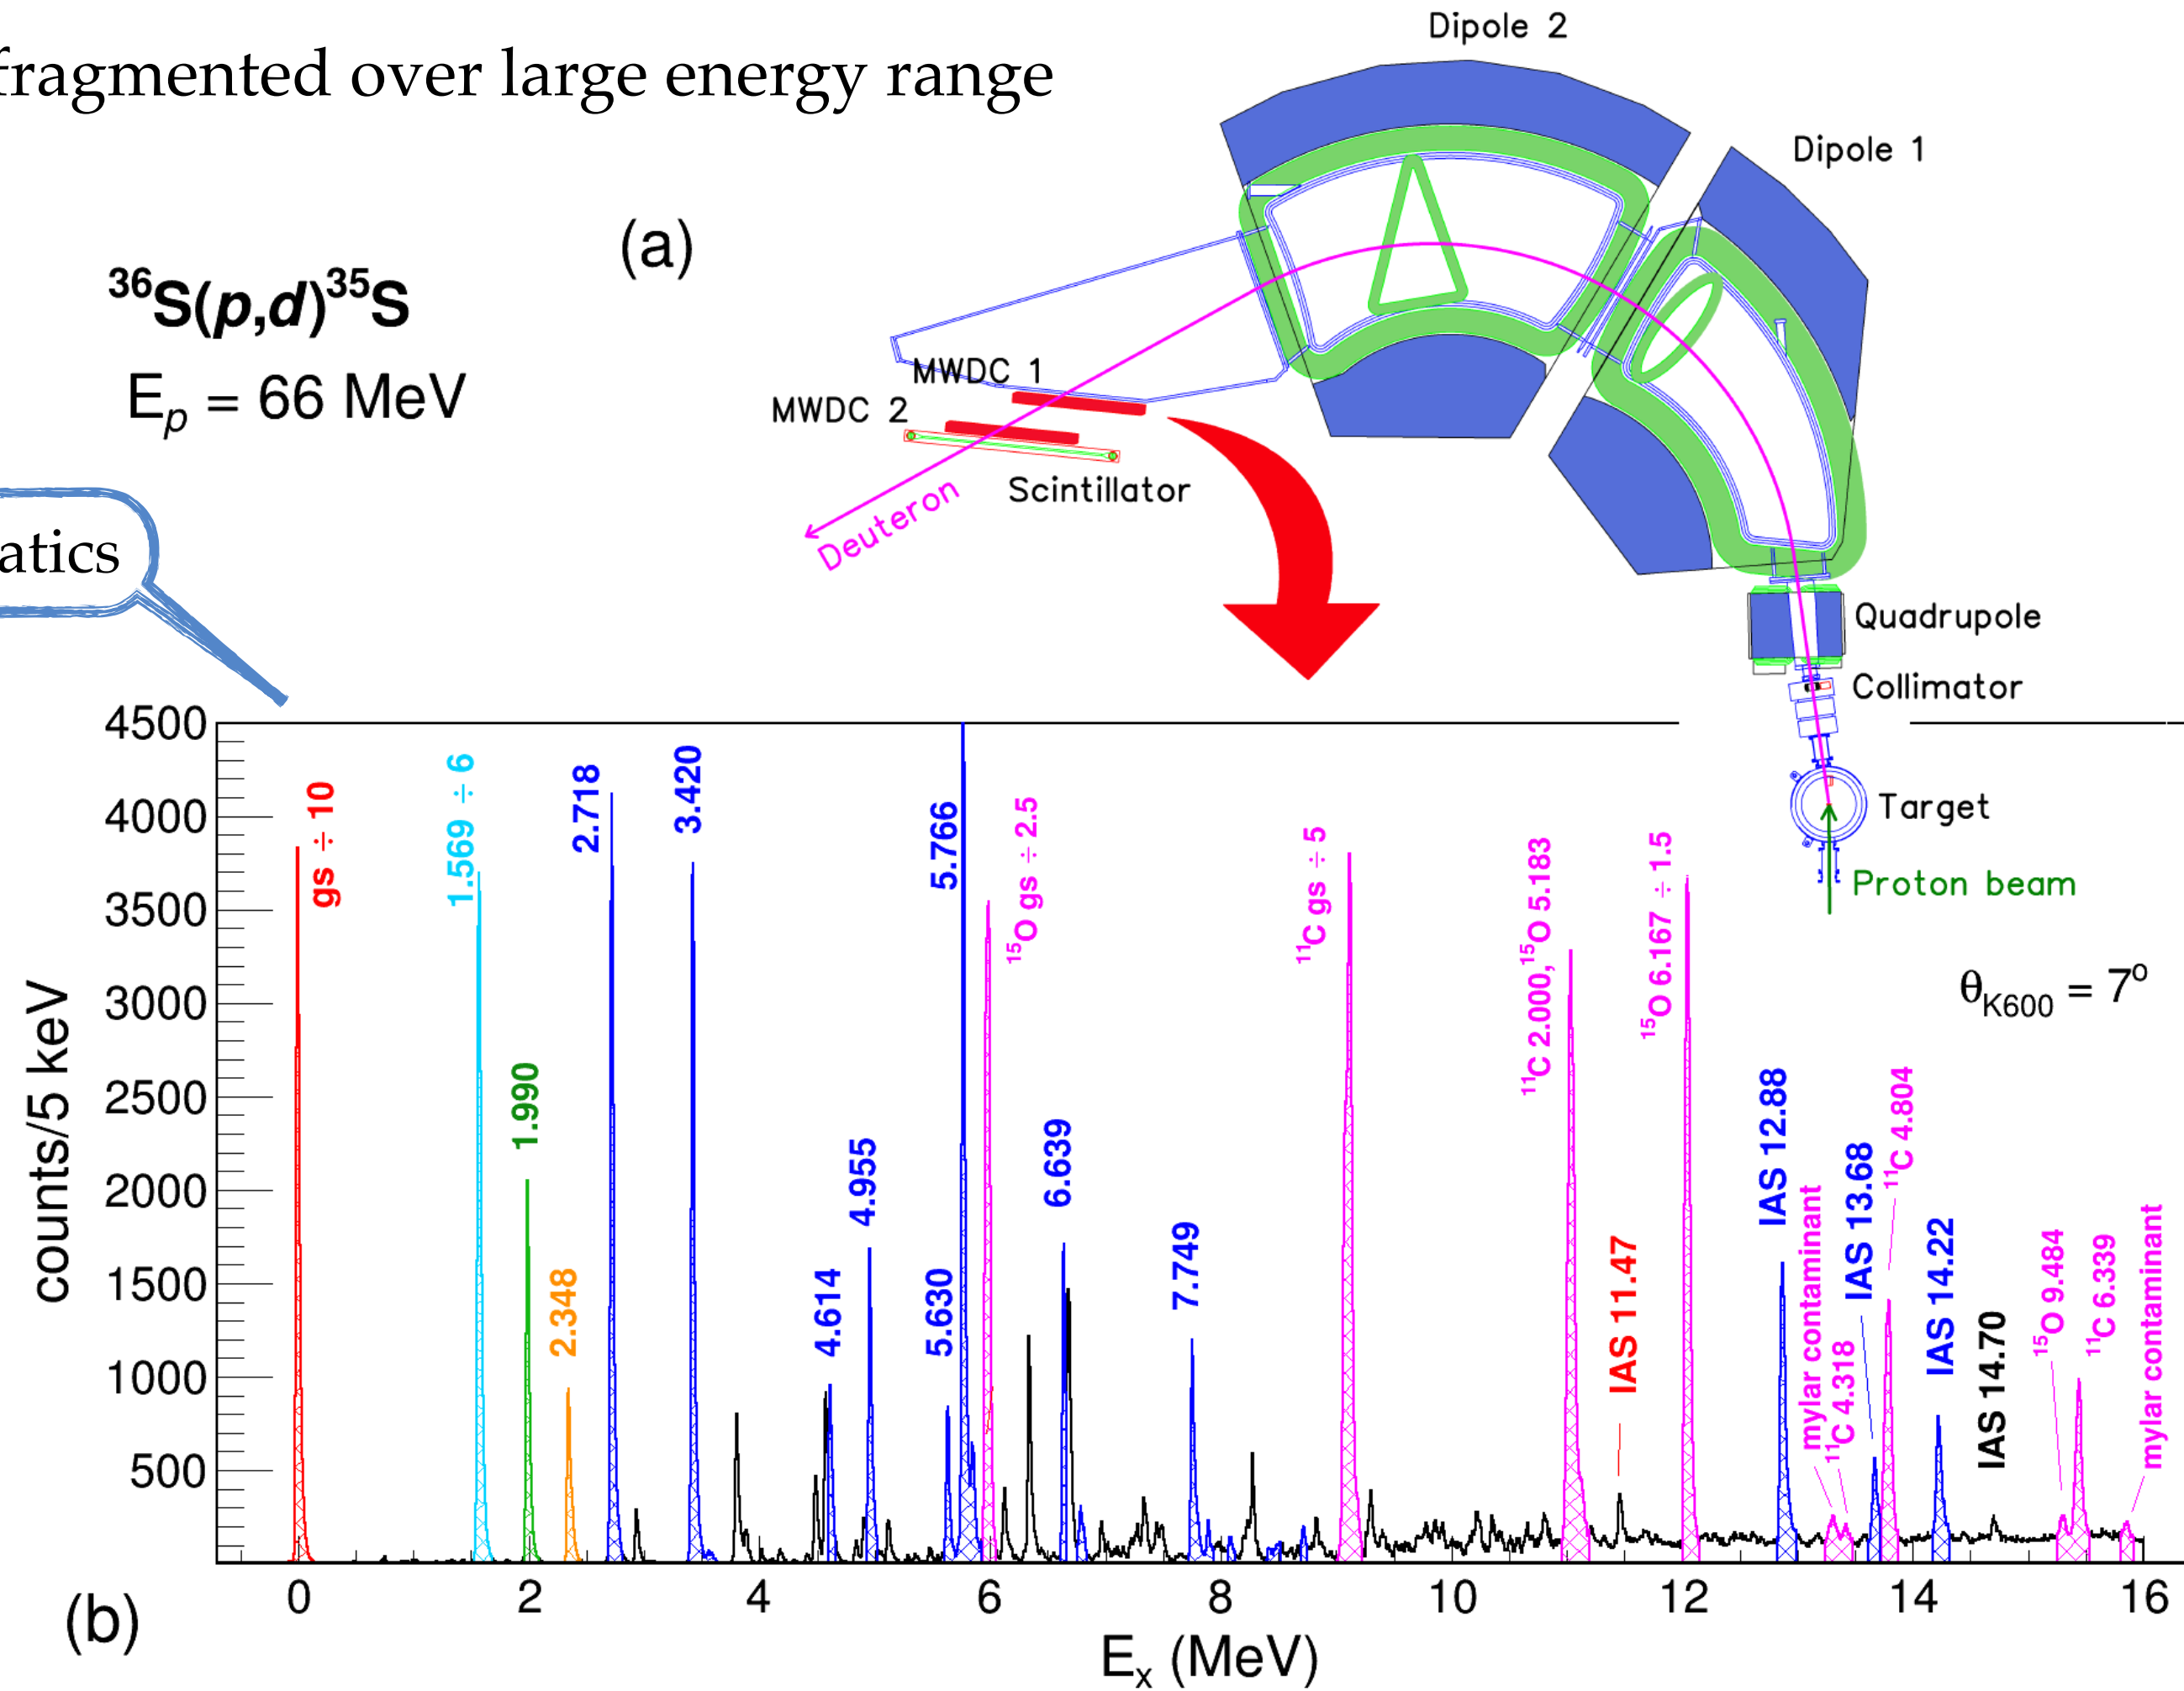 fragmented over large energy range
Dipole 2
Dipole 1
(a)
³⁶S(p,d)³⁵S
Eₚ = 66 MeV
MWDC 1
MWDC 2
Scintillator
Deuteron
atics
Quadrupole
Collimator
Target
Proton beam
θK600 = 7°
4500
4000
3500
3000
2500
2000
1500
1000
500
counts/5 keV
gs ÷ 10
1.569 ÷ 6
1.990
2.348
2.718
3.420
4.614
4.955
5.630
5.766
¹⁵O gs ÷ 2.5
6.639
7.749
¹¹C gs ÷ 5
¹¹C 2.000,¹⁵O 5.183
IAS 11.47
¹⁵O 6.167 ÷ 1.5
IAS 12.88
mylar contaminant
¹¹C 4.318
IAS 13.68
¹¹C 4.804
IAS 14.22
IAS 14.70
¹⁵O 9.484
¹¹C 6.339
mylar contaminant
0 2 4 6 8 10 12 14 16
Eₓ (MeV)
(b)